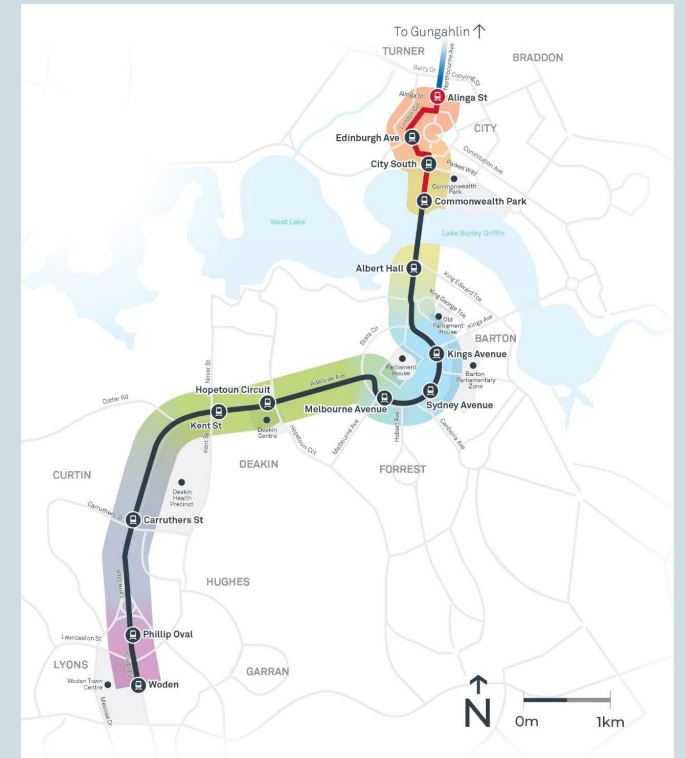 To Gungahlin ↑
TURNER
BRADDON
Barry Dr
Cooyong St
Northbourne Ave
Alinga St
Alinga St
London Cct
CITY
Edinburgh Ave
Constitution Ave
City South
Parkes Way
Commonwealth
Park
Commonwealth Park
West Lake
Lake Burley Griffin
Albert Hall
King Edward Tce
King George Tce
Old
Parliament
House
Kings Ave
State Cir
BARTON
Kings Avenue
Parliament
House
Barton
Parliamentary
Zone
Novar St
Adelaide Ave
Hopetoun Circuit
Cotter Rd
Melbourne Avenue
Sydney Avenue
Kent St
Kent St
Deakin
Centre
Hopetoun Cct
Melbourne Ave
Hobart Ave
Canberra Ave
DEAKIN
FORREST
CURTIN
Deakin
Health
Precinct
Carruthers St
Carruthers St
Yarra Glen
HUGHES
Launceston St
Phillip Oval
LYONS
GARRAN
Woden Town
Centre
Woden
Melrose Dr
N
0m
1km